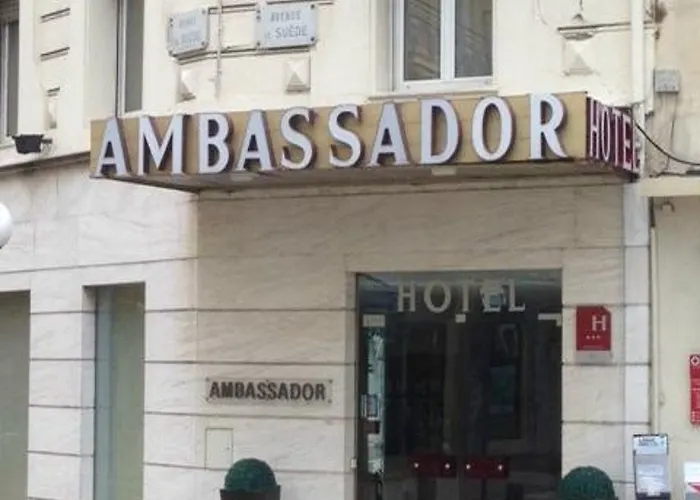 AVENUE
DE SUÈDE
AMBASSADOR
HOTEL
HOTEL
H
AMBASSADOR